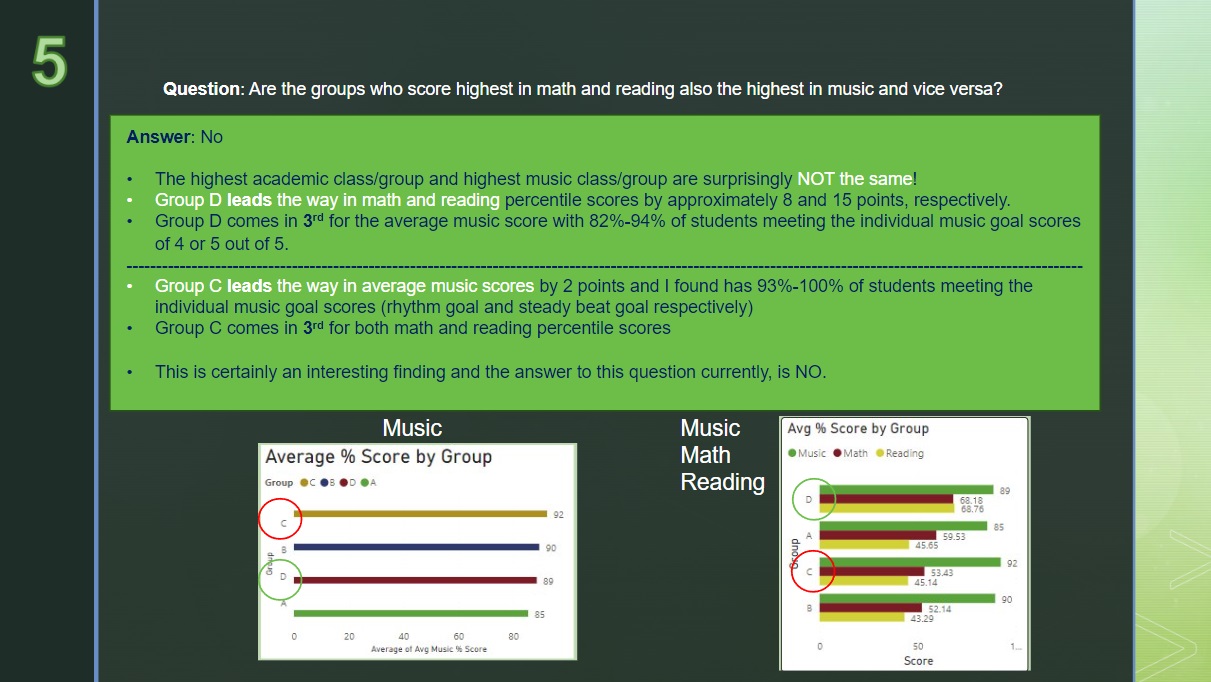 5
Question: Are the groups who score highest in math and reading also the highest in music and vice versa?
Answer: No
• The highest academic class/group and highest music class/group are surprisingly NOT the same!
• Group D leads the way in math and reading percentile scores by approximately 8 and 15 points, respectively.
• Group D comes in 3rd for the average music score with 82%-94% of students meeting the individual music goal scores
of 4 or 5 out of 5.
--------------------------------------------------------------------------------
• Group C leads the way in average music scores by 2 points and I found has 93%-100% of students meeting the
individual music goal scores (rhythm goal and steady beat goal respectively)
• Group C comes in 3rd for both math and reading percentile scores
• This is certainly an interesting finding and the answer to this question currently, is NO.
Music
Average % Score by Group
Group C B D A
C 92
B 90
D 89
A 85
Group
0 20 40 60 80
Average of Avg Music % Score
Music
Math
Reading
Avg % Score by Group
Music Math Reading
D 89
68.18
68.76
A 85
59.53
45.65
C 92
53.43
45.14
B 90
52.14
43.29
Group
0 50 1...
Score